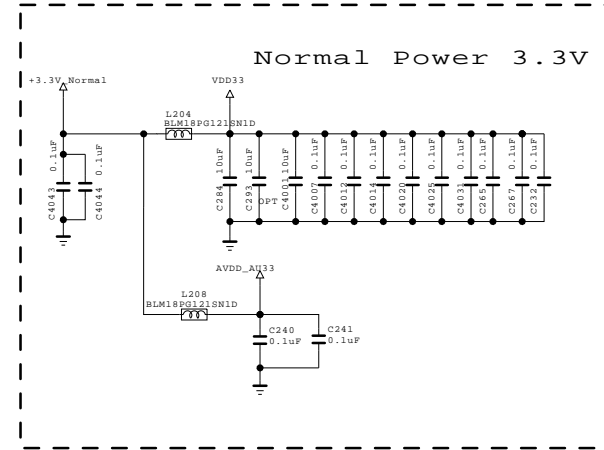 Normal Power 3.3V
+3.3V_Normal
VDD33
L204
BLM18PG121SN1D
C4043 0.1uF
C4044 0.1uF
C284 10uF
C293 10uF
OPT
C4001 10uF
C4007 0.1uF
C4012 0.1uF
C4014 0.1uF
C4020 0.1uF
C4025 0.1uF
C4031 0.1uF
C265 0.1uF
C267 0.1uF
C232 0.1uF
AVDD_AU33
L208
BLM18PG121SN1D
C240
0.1uF
C241
0.1uF